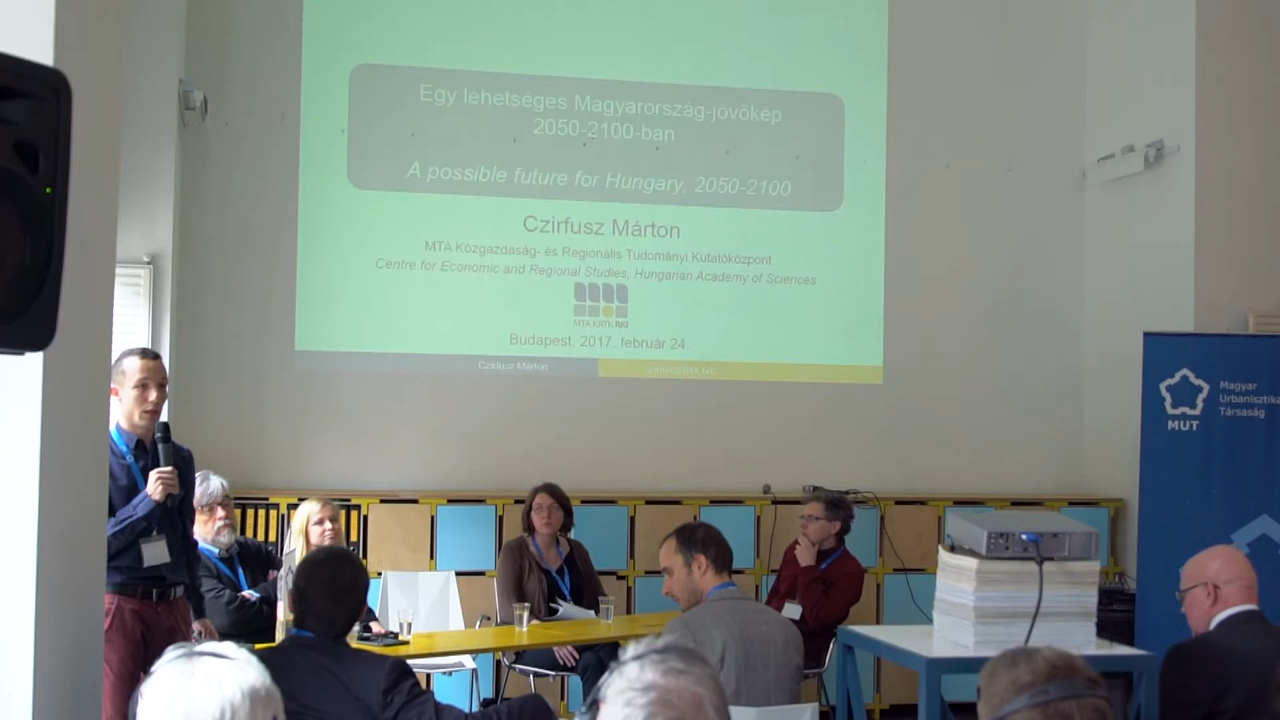 Egy lehetséges Magyarország-jövőkép
2050-2100-ban
A possible future for Hungary, 2050-2100
Czirfusz Márton
MTA Közgazdaság- és Regionális Tudományi Kutatóközpont
Centre for Economic and Regional Studies, Hungarian Academy of Sciences
MTA KRTK RKI
Budapest, 2017. február 24.
Czirfusz Márton
Magyar
Urbanisztikai
Társaság
MUT